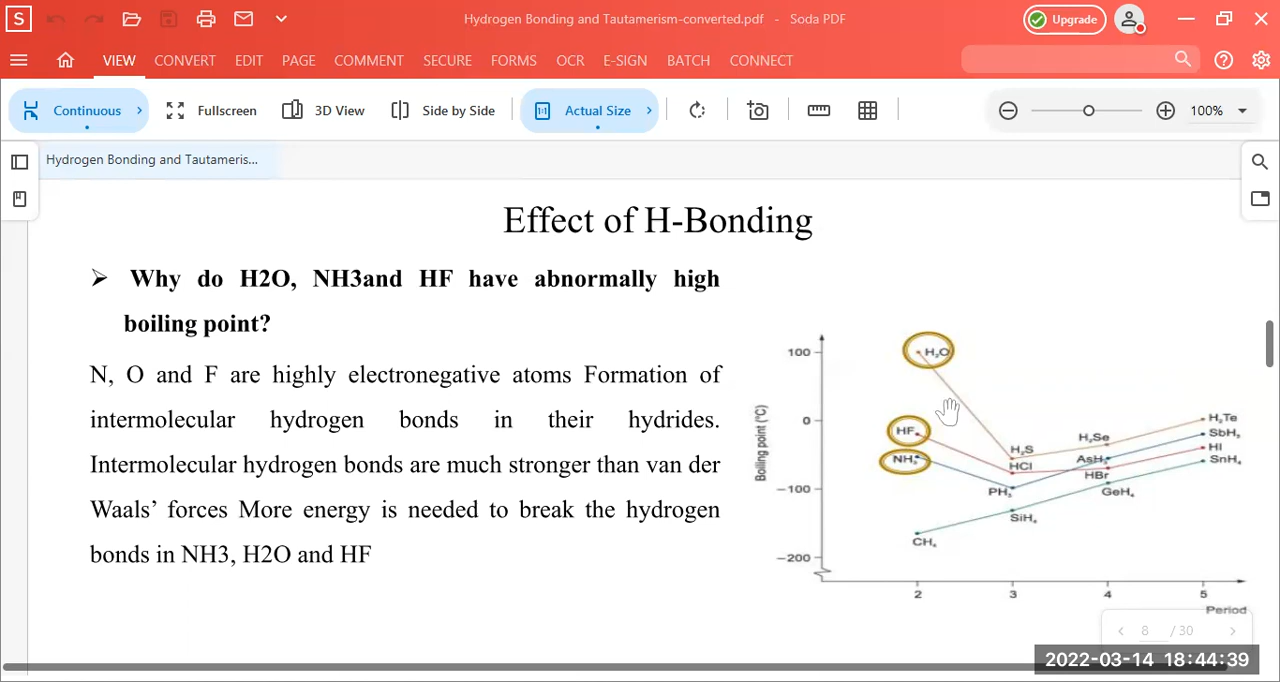 S
Hydrogen Bonding and Tautamerism-converted.pdf - Soda PDF
Upgrade
VIEW CONVERT EDIT PAGE COMMENT SECURE FORMS OCR E-SIGN BATCH CONNECT
Continuous Fullscreen 3D View Side by Side Actual Size 100%
Hydrogen Bonding and Tautameris...
Effect of H-Bonding
➢ Why do H2O, NH3and HF have abnormally high
boiling point?
N, O and F are highly electronegative atoms Formation of
intermolecular hydrogen bonds in their hydrides.
Intermolecular hydrogen bonds are much stronger than van der
Waals’ forces More energy is needed to break the hydrogen
bonds in NH3, H2O and HF
Boiling point (°C)
100
0
−100
−200
H₂O
HF
NH₃
CH₄
H₂S
HCl
PH₃
SiH₄
H₂Se
AsH₃
HBr
GeH₄
H₂Te
SbH₃
HI
SnH₄
2 3 4 5
Period
8 / 30
2022-03-14 18:44:39